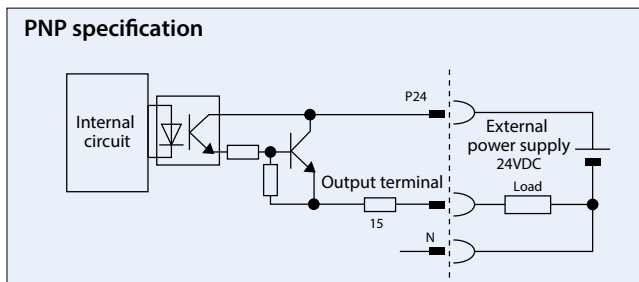 PNP specification
P24
Internal
circuit
External
power supply
24VDC
Output terminal
Load
15
N